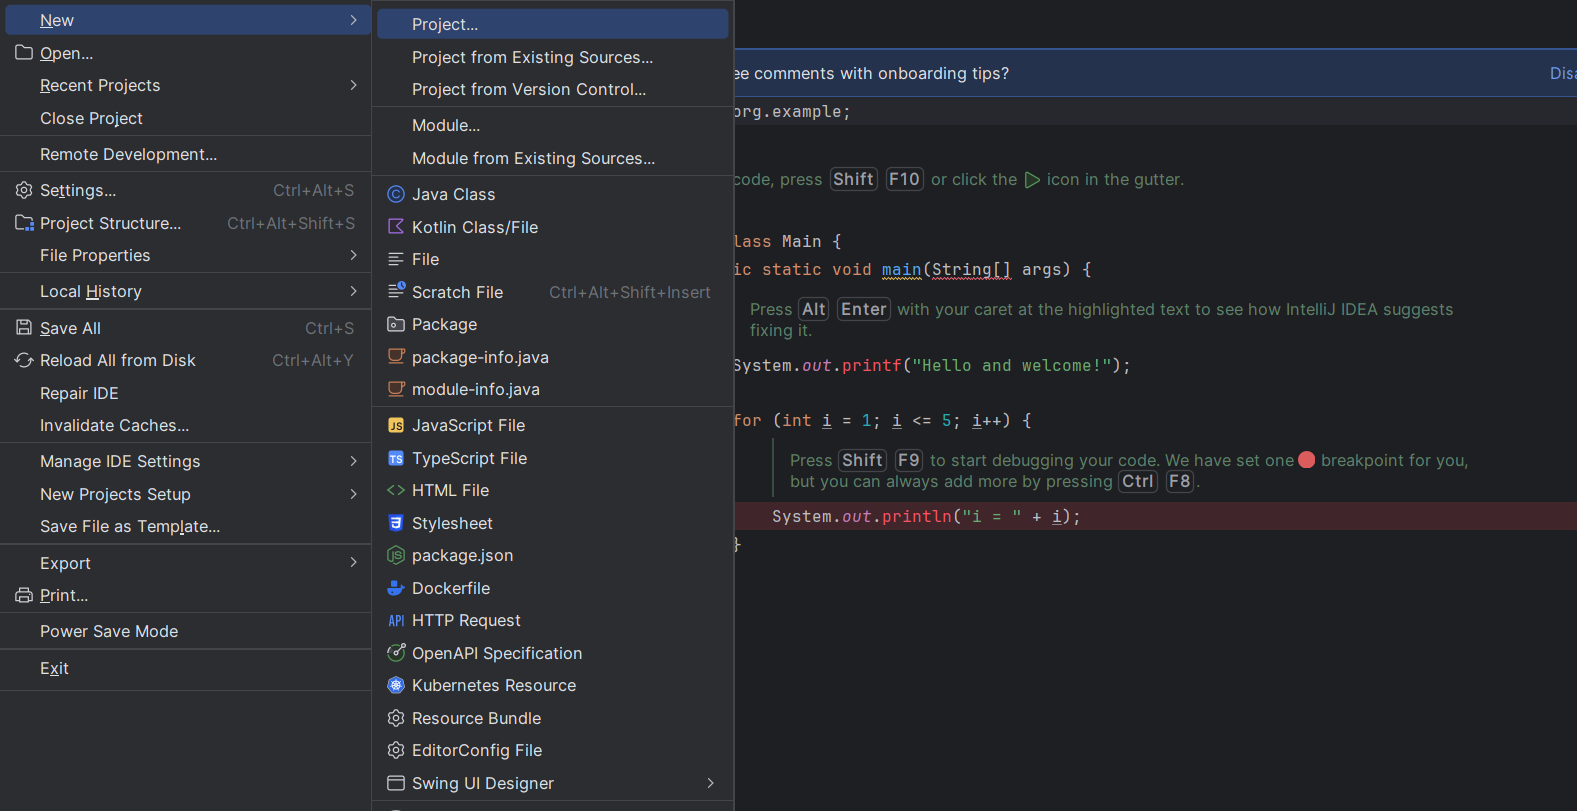 New
Open...
Recent Projects
Close Project
Remote Development...
Settings... Ctrl+Alt+S
Project Structure... Ctrl+Alt+Shift+S
File Properties
Local History
Save All Ctrl+S
Reload All from Disk Ctrl+Alt+Y
Repair IDE
Invalidate Caches...
Manage IDE Settings
New Projects Setup
Save File as Template...
Export
Print...
Power Save Mode
Exit
Project...
Project from Existing Sources...
Project from Version Control...
Module...
Module from Existing Sources...
C Java Class
Kotlin Class/File
File
Scratch File Ctrl+Alt+Shift+Insert
Package
package-info.java
module-info.java
JS JavaScript File
TS TypeScript File
<> HTML File
3 Stylesheet
JS package.json
Dockerfile
API HTTP Request
OpenAPI Specification
Kubernetes Resource
Resource Bundle
EditorConfig File
Swing UI Designer
ee comments with onboarding tips? Disa
org.example;
code, press Shift F10 or click the icon in the gutter.
lass Main {
ic static void main(String[] args) {
Press Alt Enter with your caret at the highlighted text to see how IntelliJ IDEA suggests
fixing it.
System.out.printf("Hello and welcome!");
for (int i = 1; i <= 5; i++) {
Press Shift F9 to start debugging your code. We have set one breakpoint for you,
but you can always add more by pressing Ctrl F8.
System.out.println("i = " + i);
}